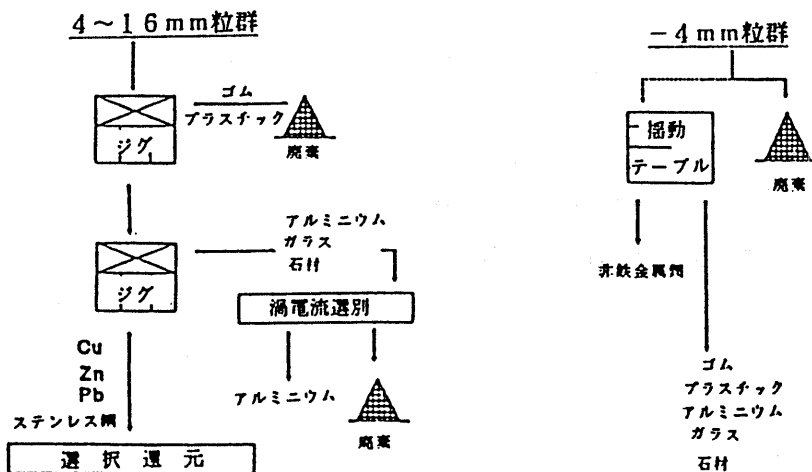 4～16mm粒群
ゴム
プラスチック
ジグ
廃棄
アルミニウム
ガラス
石材
ジグ
渦電流選別
Cu
Zn
Pb
ステンレス鋼
アルミニウム
廃棄
選択還元
－4mm粒群
揺動
テーブル
廃棄
非鉄金属類
ゴム
プラスチック
アルミニウム
ガラス
石材